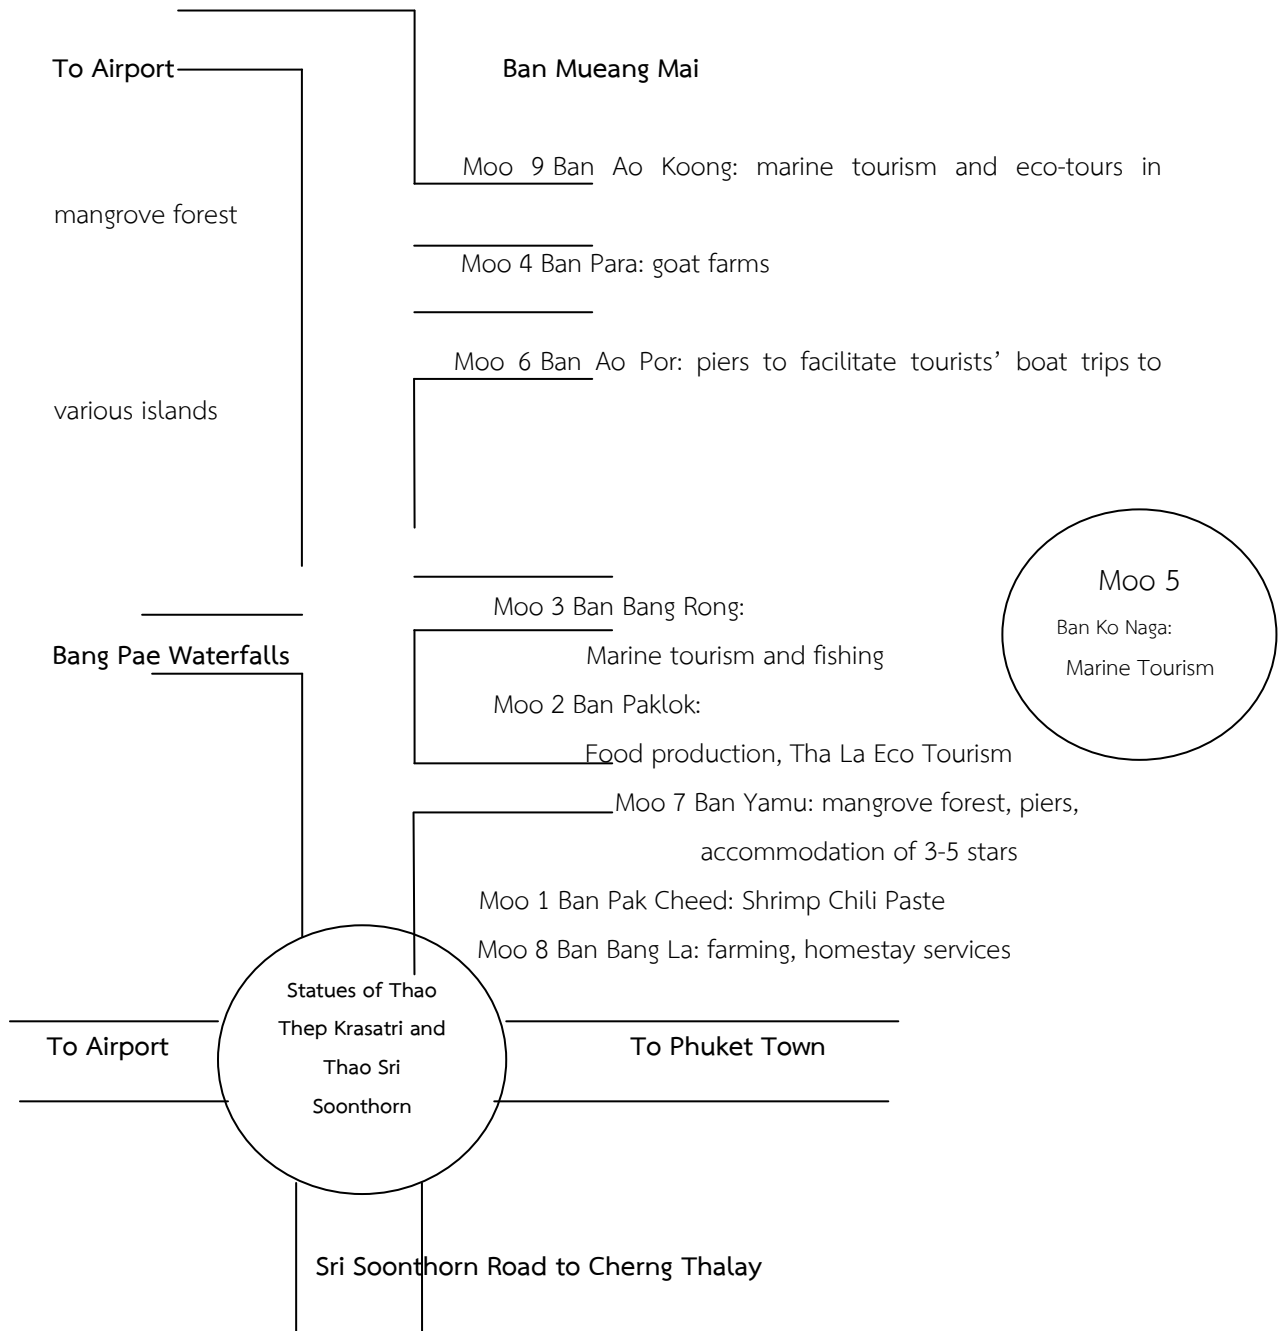 To Airport
Ban Mueang Mai
Moo 9 Ban Ao Koong: marine tourism and eco-tours in
mangrove forest
Moo 4 Ban Para: goat farms
Moo 6 Ban Ao Por: piers to facilitate tourists’ boat trips to
various islands
Moo 5
Ban Ko Naga:
Marine Tourism
Moo 3 Ban Bang Rong:
Bang Pae Waterfalls
Marine tourism and fishing
Moo 2 Ban Paklok:
Food production, Tha La Eco Tourism
Moo 7 Ban Yamu: mangrove forest, piers,
accommodation of 3-5 stars
Moo 1 Ban Pak Cheed: Shrimp Chili Paste
Moo 8 Ban Bang La: farming, homestay services
Statues of Thao
Thep Krasatri and
Thao Sri
Soonthorn
To Airport
To Phuket Town
Sri Soonthorn Road to Cherng Thalay